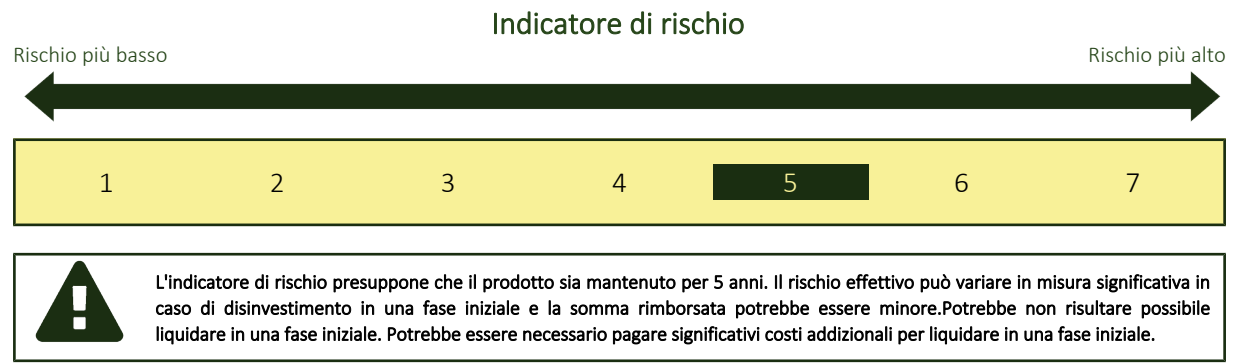 Indicatore di rischio
Rischio più basso
Rischio più alto
1 2 3 4 5 6 7
L'indicatore di rischio presuppone che il prodotto sia mantenuto per 5 anni. Il rischio effettivo può variare in misura significativa in
caso di disinvestimento in una fase iniziale e la somma rimborsata potrebbe essere minore.Potrebbe non risultare possibile
liquidare in una fase iniziale. Potrebbe essere necessario pagare significativi costi addizionali per liquidare in una fase iniziale.